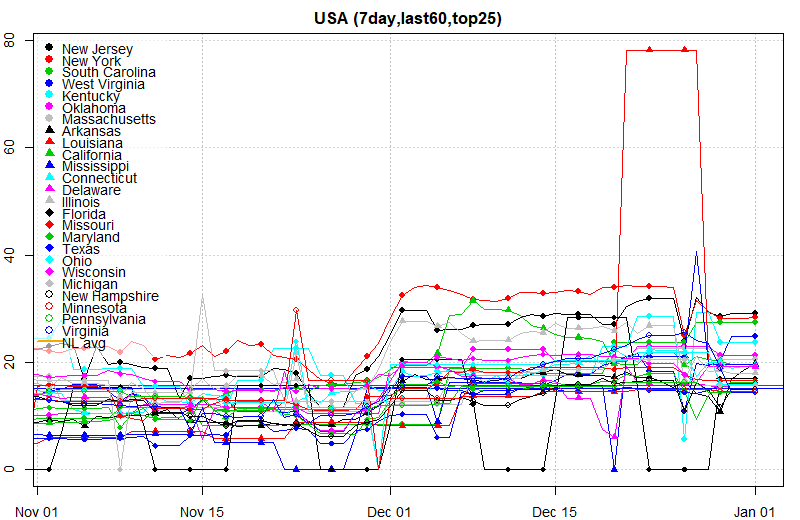 USA (7day,last60,top25)
80
60
40
20
0
New Jersey
New York
South Carolina
West Virginia
Kentucky
Oklahoma
Massachusetts
Arkansas
Louisiana
California
Mississippi
Connecticut
Delaware
Illinois
Florida
Missouri
Maryland
Texas
Ohio
Wisconsin
Michigan
New Hampshire
Minnesota
Pennsylvania
Virginia
IL avg
Nov 01
Nov 15
Dec 01
Dec 15
Jan 01